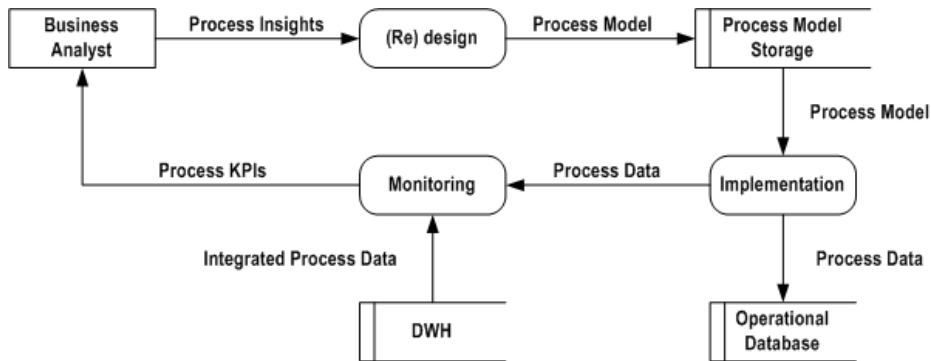 Business
Analyst
Process Insights
(Re) design
Process Model
Process Model
Storage
Process Model
Process KPIs
Monitoring
Process Data
Implementation
Integrated Process Data
Process Data
DWH
Operational
Database